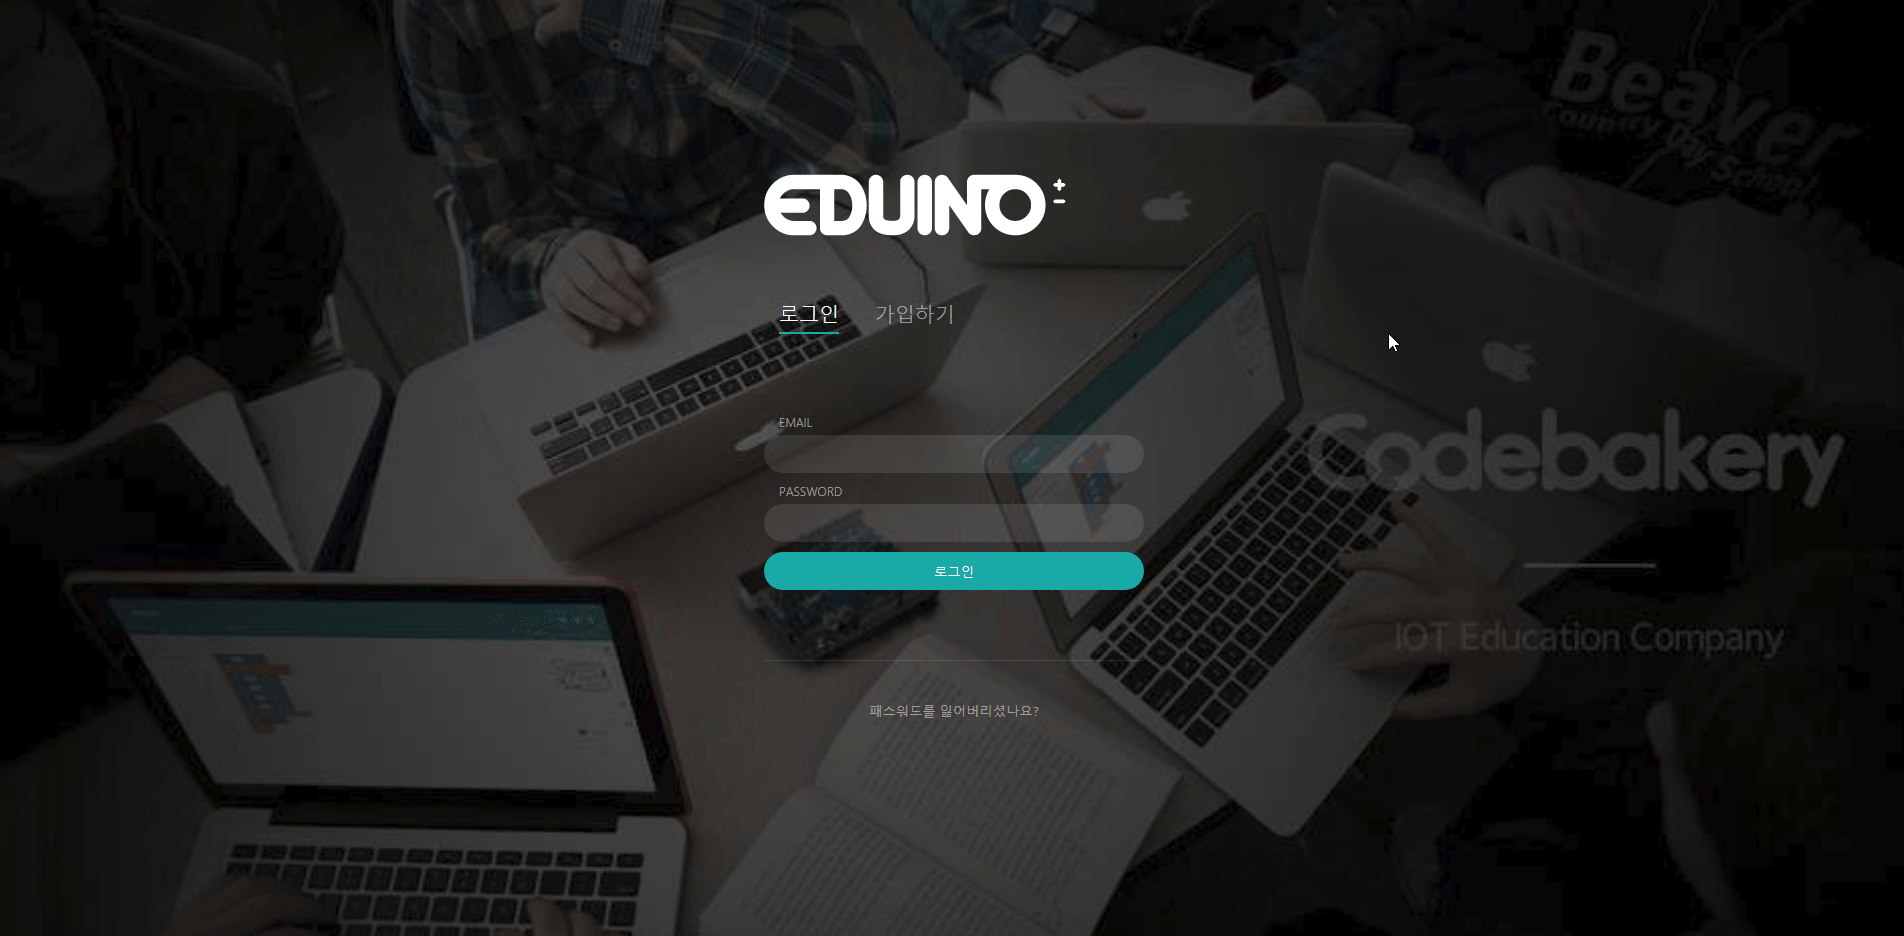 Beaver
Country Day School
EDUINO
로그인 가입하기
EMAIL
Codebakery
PASSWORD
로그인
IOT Education Company
패스워드를 잃어버리셨나요?